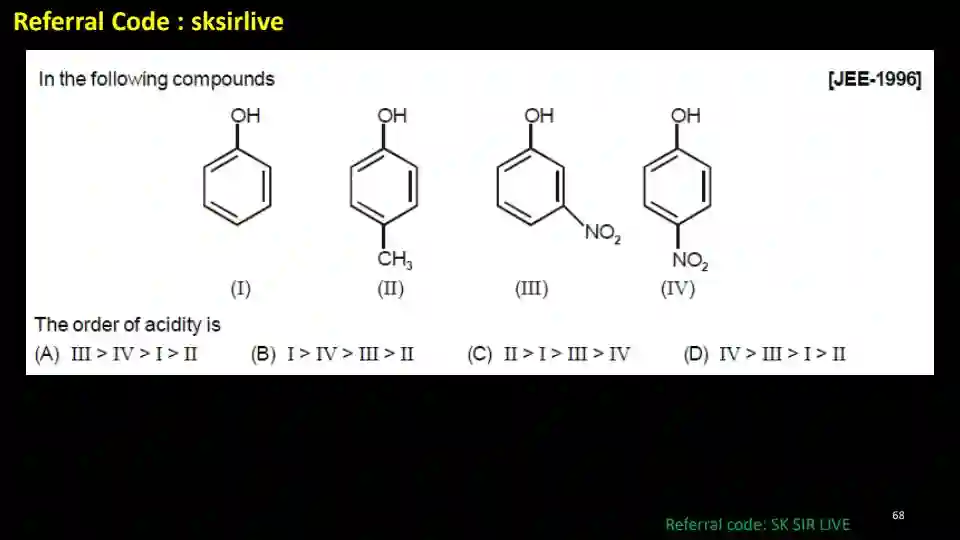 Referral Code : sksirlive
In the following compounds [JEE-1996]
OH OH OH OH
NO2
CH3 NO2
(I) (II) (III) (IV)
The order of acidity is
(A) III > IV > I > II (B) I > IV > III > II (C) II > I > III > IV (D) IV > III > I > II
Referral code: SK SIR LIVE 68